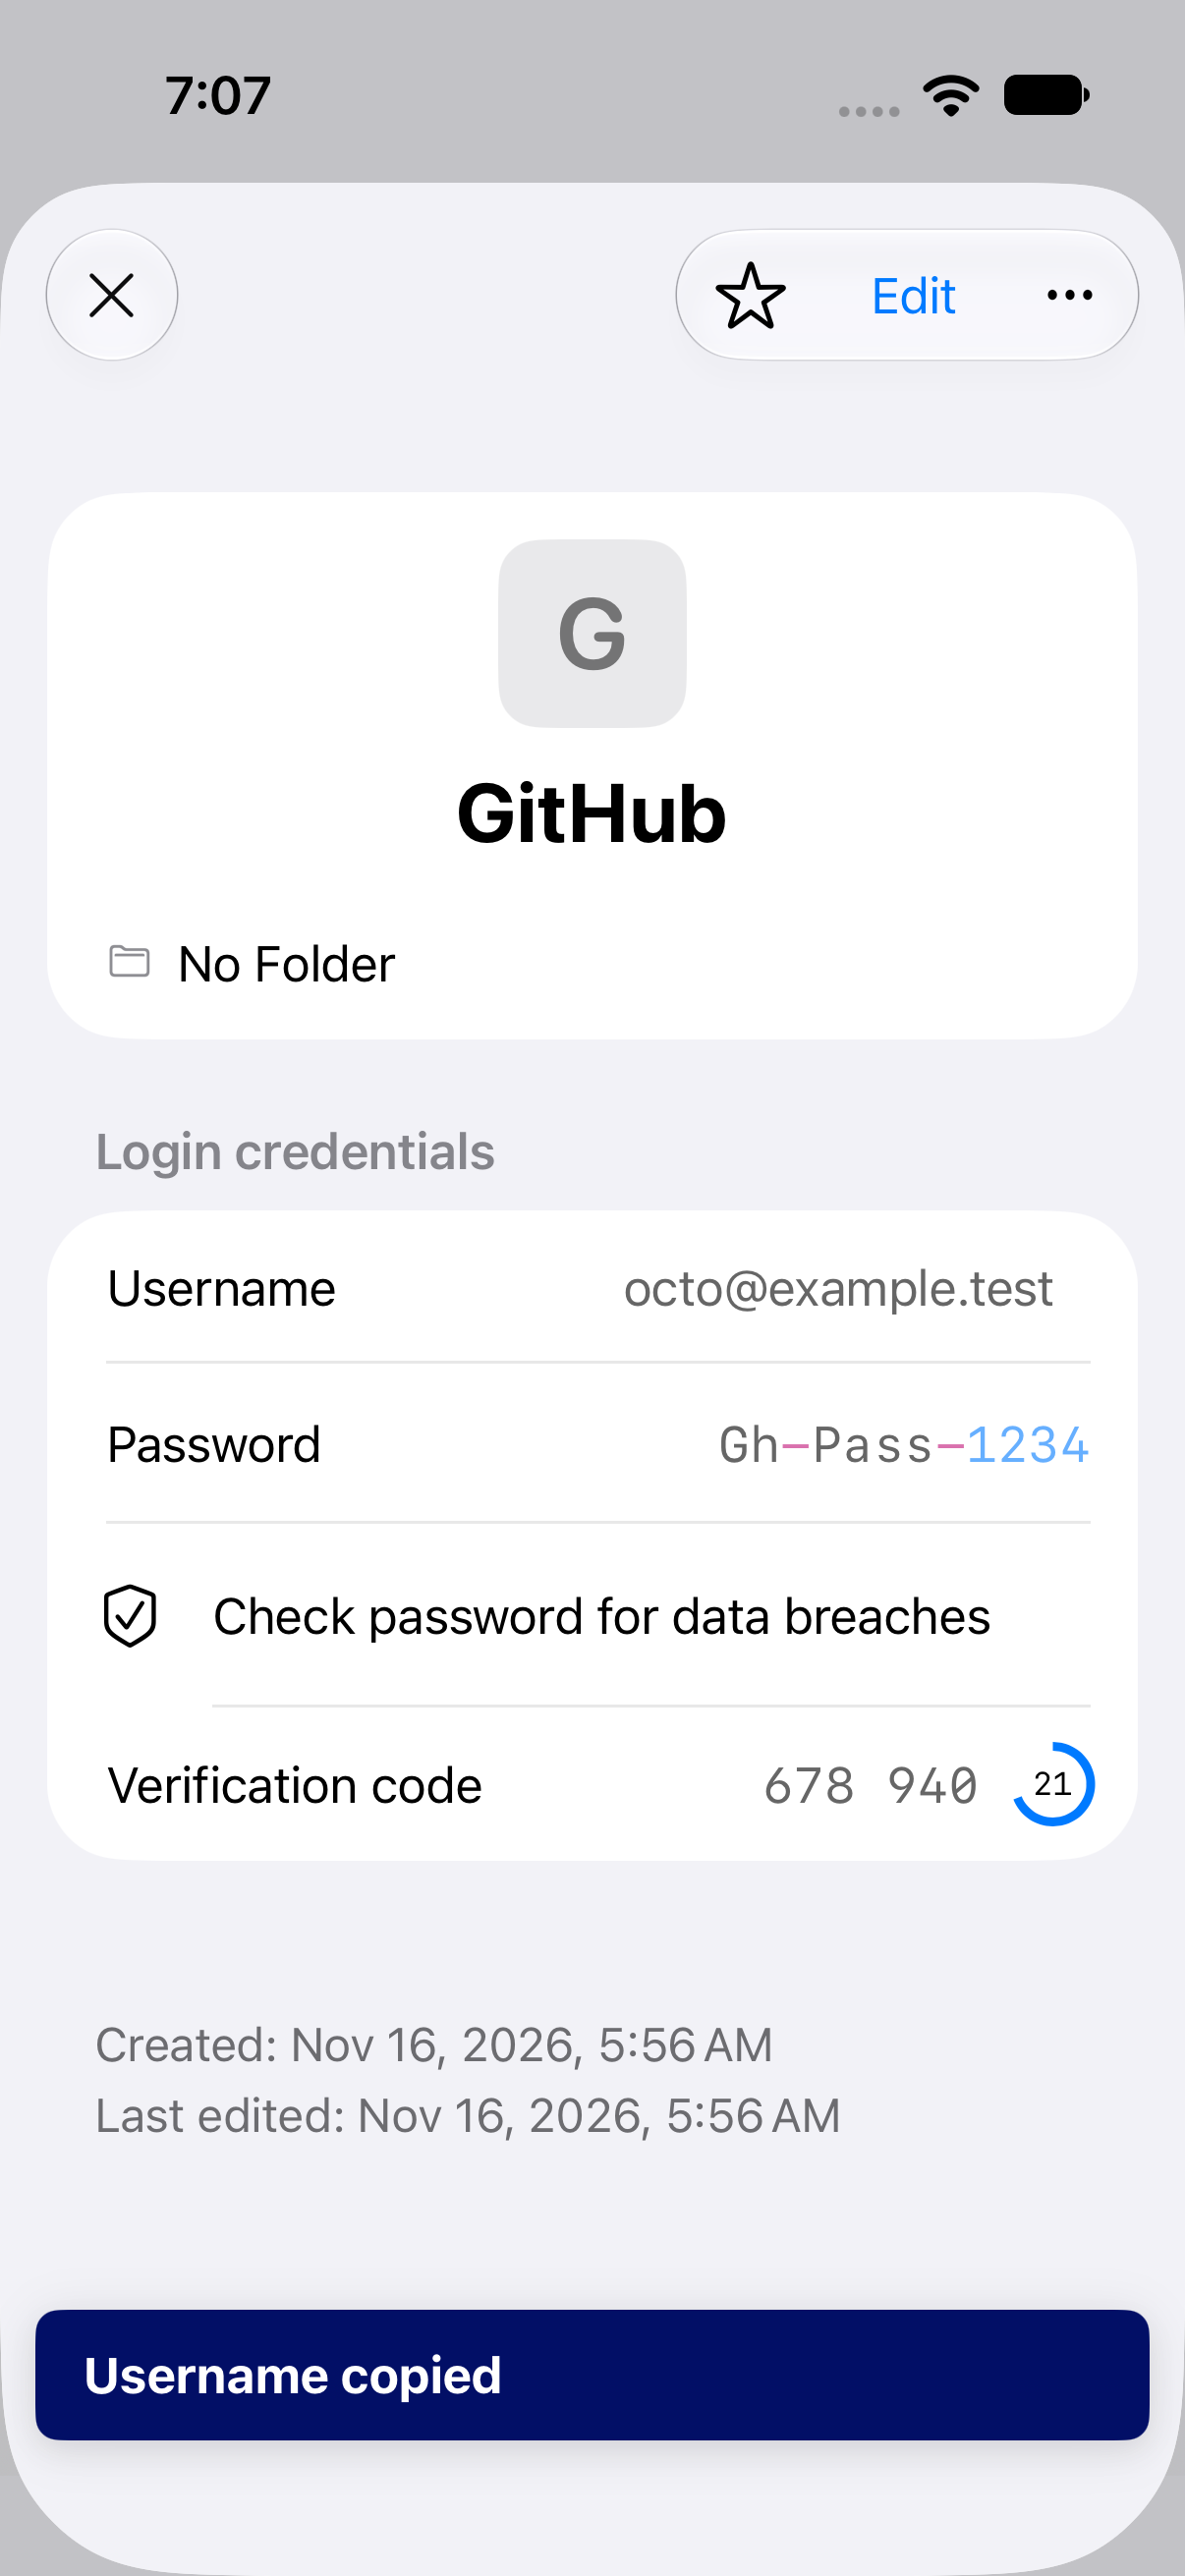 7:07
Edit
G
GitHub
No Folder
Login credentials
Username octo@example.test
Password Gh-Pass-1234
Check password for data breaches
Verification code 678 940 21
Created: Nov 16, 2026, 5:56 AM
Last edited: Nov 16, 2026, 5:56 AM
Username copied